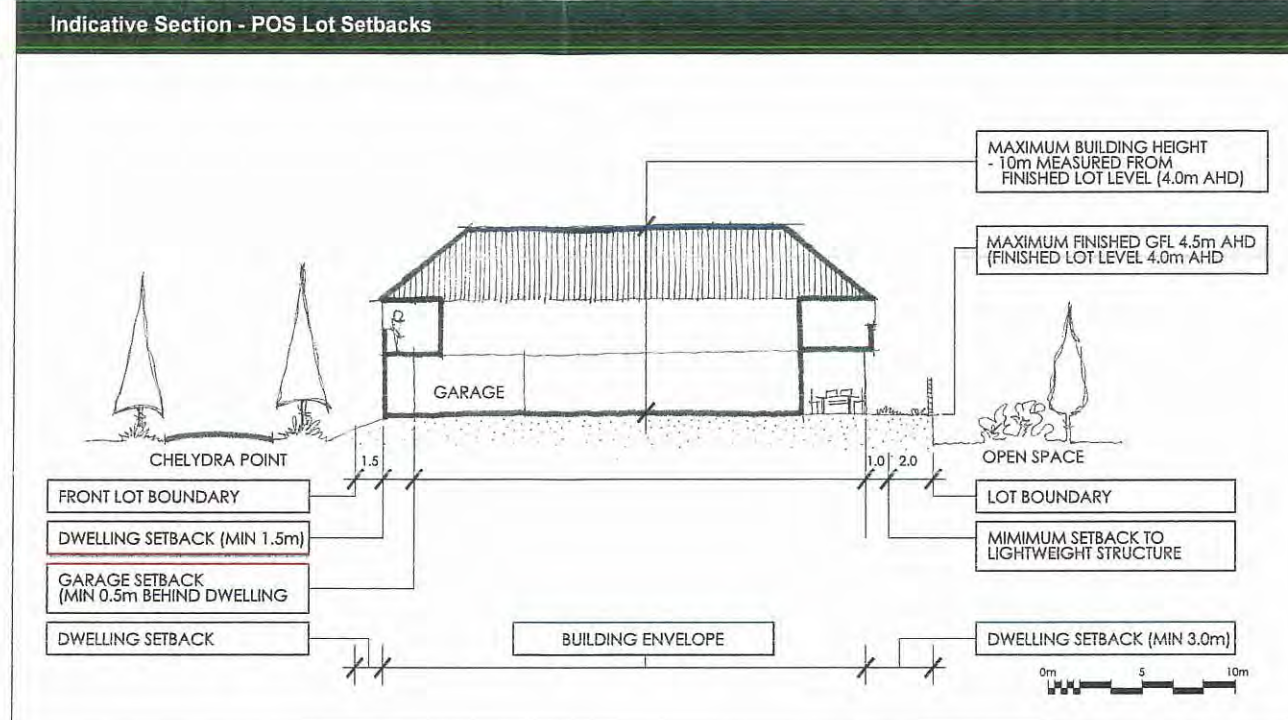 Indicative Section - POS Lot Setbacks
MAXIMUM BUILDING HEIGHT
- 10m MEASURED FROM
FINISHED LOT LEVEL (4.0m AHD)
MAXIMUM FINISHED GFL 4.5m AHD
(FINISHED LOT LEVEL 4.0m AHD
GARAGE
CHELYDRA POINT
1.5
1.0
2.0
OPEN SPACE
FRONT LOT BOUNDARY
LOT BOUNDARY
DWELLING SETBACK (MIN 1.5m)
MIMIMUM SETBACK TO
LIGHTWEIGHT STRUCTURE
GARAGE SETBACK
(MIN 0.5m BEHIND DWELLING
DWELLING SETBACK
BUILDING ENVELOPE
DWELLING SETBACK (MIN 3.0m)
0m 5 10m